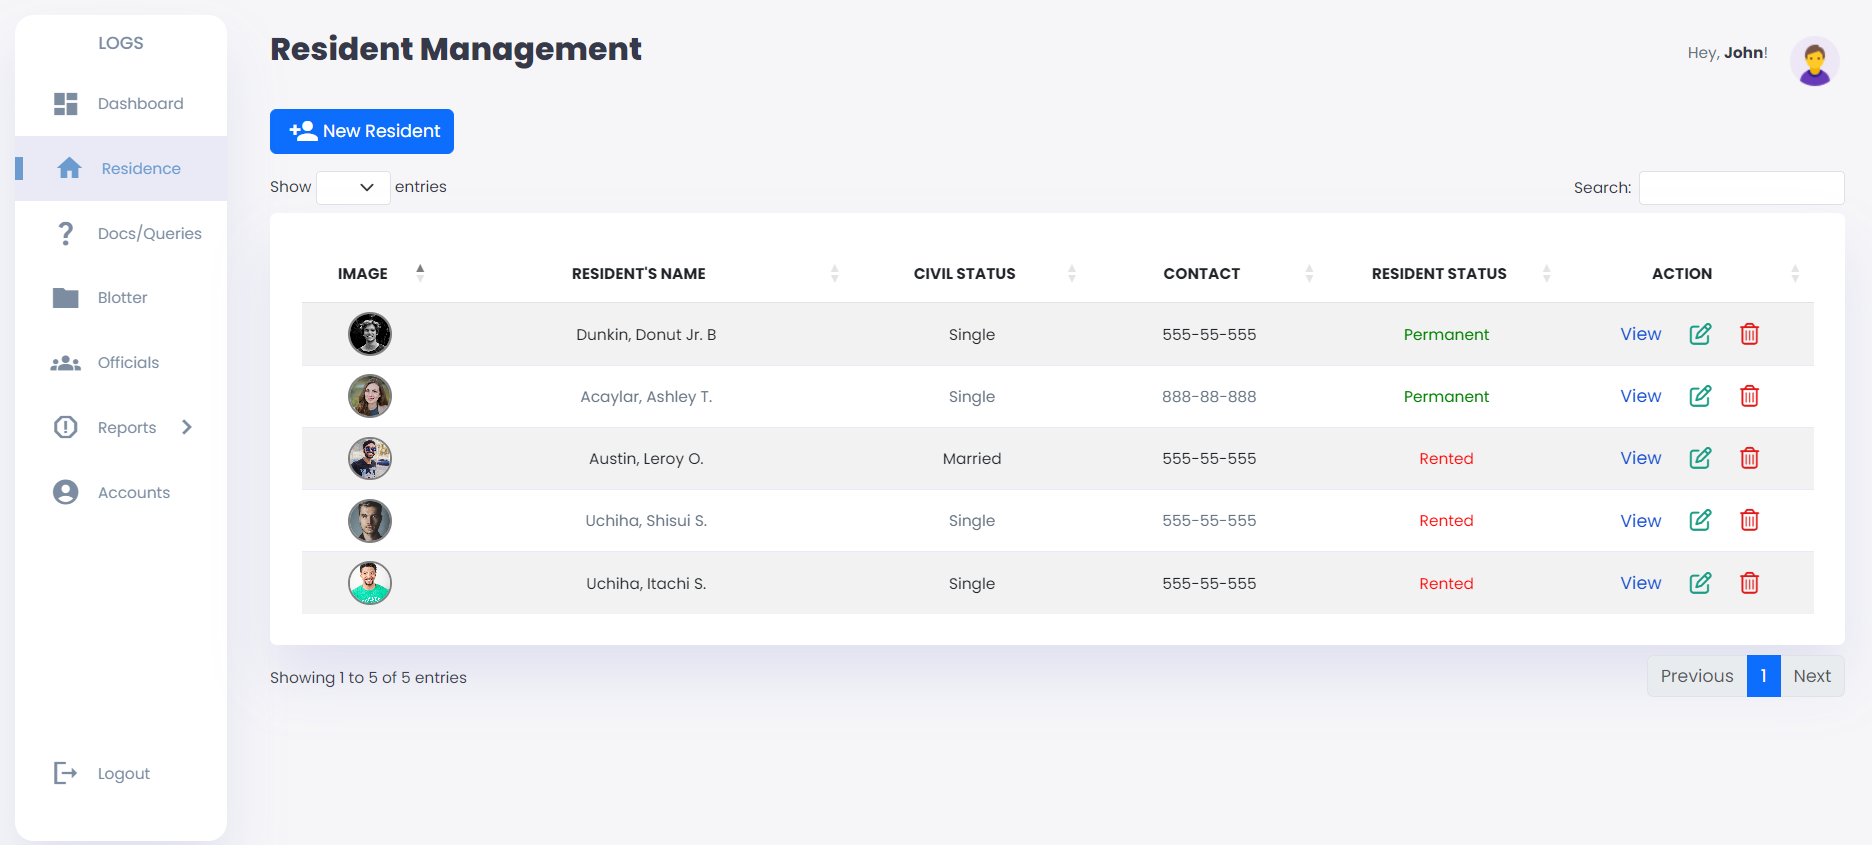 LOGS
Dashboard
Residence
Docs/Queries
Blotter
Officials
Reports
Accounts
Logout
Resident Management
Hey, John!
New Resident
Show entries
Search:
IMAGE RESIDENT'S NAME CIVIL STATUS CONTACT RESIDENT STATUS ACTION
Dunkin, Donut Jr. B Single 555-55-555 Permanent View
Acaylar, Ashley T. Single 888-88-888 Permanent View
Austin, Leroy O. Married 555-55-555 Rented View
Uchiha, Shisui S. Single 555-55-555 Rented View
Uchiha, Itachi S. Single 555-55-555 Rented View
Showing 1 to 5 of 5 entries
Previous 1 Next